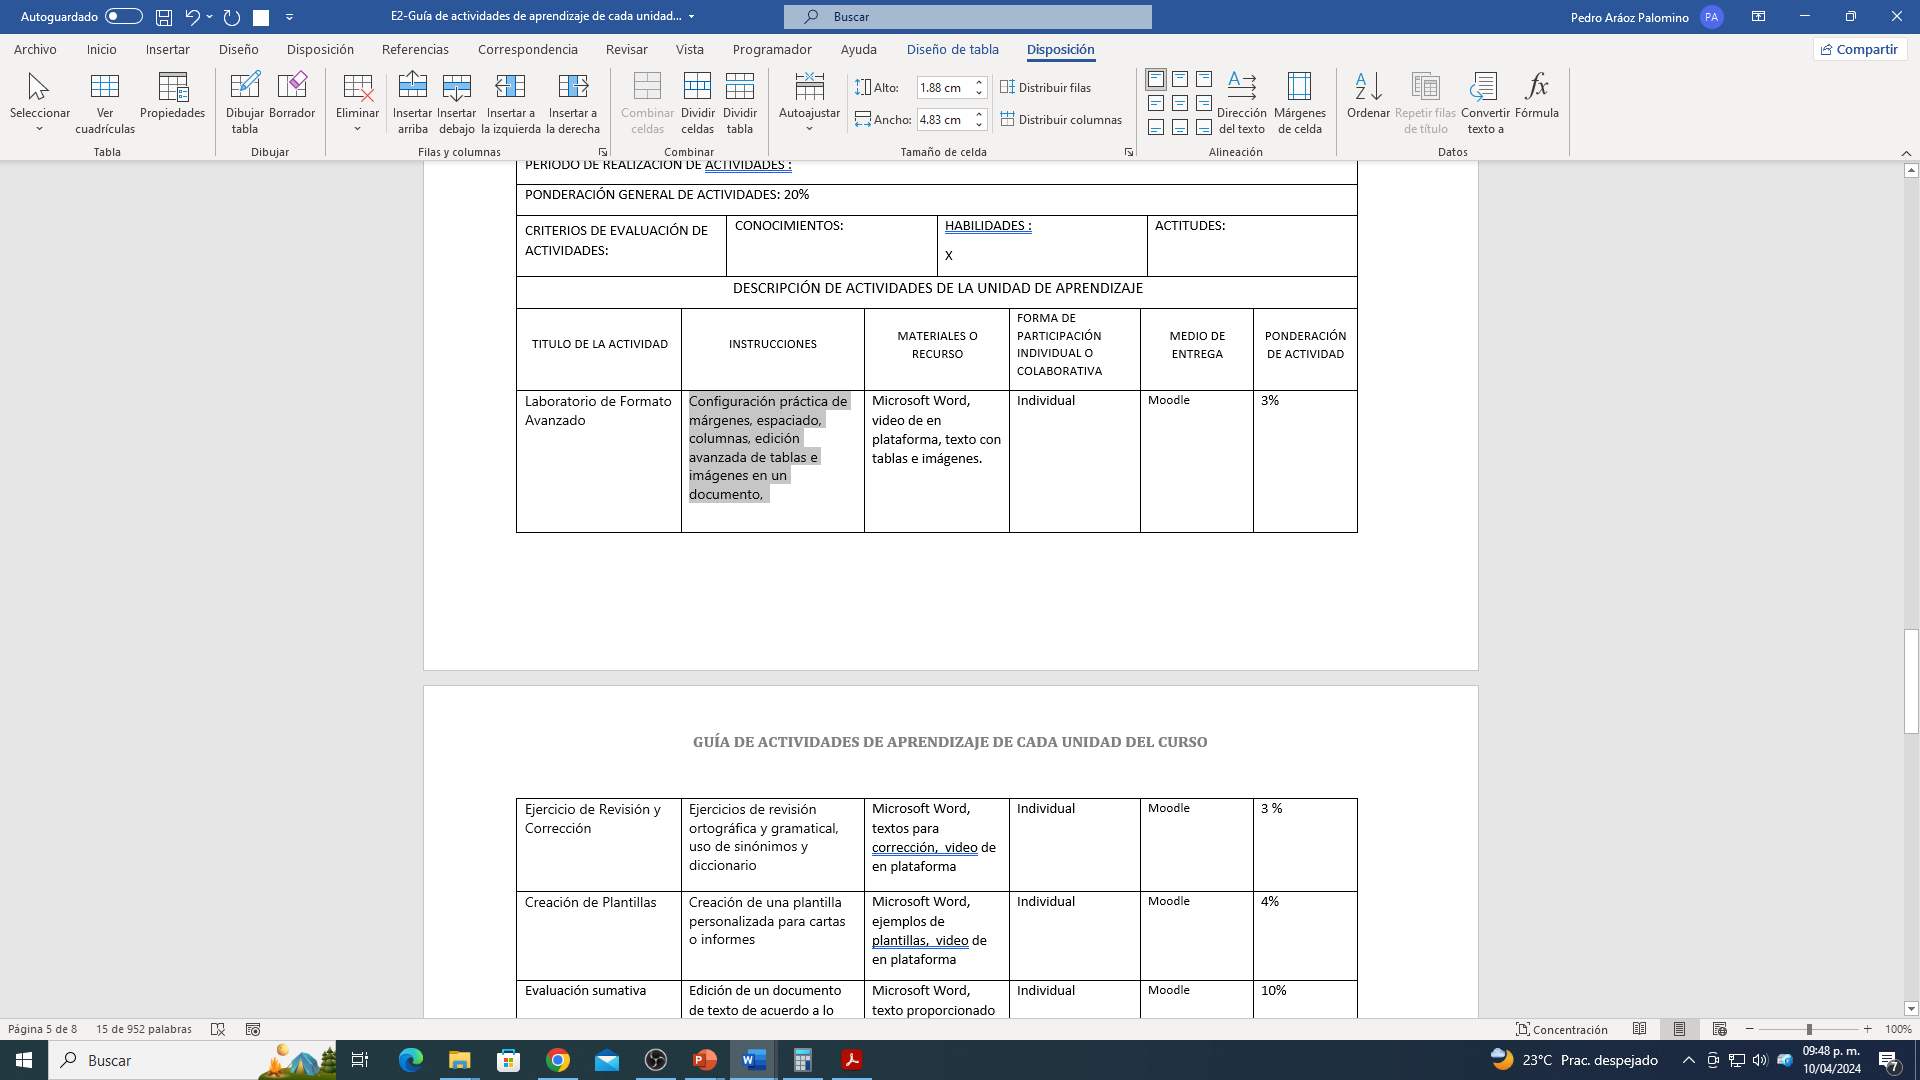 Autoguardado
E2-Guía de actividades de aprendizaje de cada unidad...
Buscar
Pedro Aráoz Palomino
PA
Archivo Inicio Insertar Diseño Disposición Referencias Correspondencia Revisar Vista Programador Ayuda Diseño de tabla Disposición
Compartir
Seleccionar
Ver cuadrículas
Propiedades
Tabla
Dibujar tabla
Borrador
Dibujar
Eliminar
Insertar arriba
Insertar debajo
Insertar a la izquierda
Insertar a la derecha
Filas y columnas
Combinar celdas
Dividir celdas
Dividir tabla
Combinar
Autoajustar
Alto: 1.88 cm
Ancho: 4.83 cm
Distribuir filas
Distribuir columnas
Tamaño de celda
Dirección del texto
Márgenes de celda
Alineación
Ordenar
Repetir filas de título
Convertir texto a
Fórmula
Datos
PERIODO DE REALIZACIÓN DE ACTIVIDADES :
PONDERACIÓN GENERAL DE ACTIVIDADES: 20%
CRITERIOS DE EVALUACIÓN DE
ACTIVIDADES:
CONOCIMIENTOS:
HABILIDADES :
X
ACTITUDES:
DESCRIPCIÓN DE ACTIVIDADES DE LA UNIDAD DE APRENDIZAJE
TITULO DE LA ACTIVIDAD
INSTRUCCIONES
MATERIALES O
RECURSO
FORMA DE
PARTICIPACIÓN
INDIVIDUAL O
COLABORATIVA
MEDIO DE
ENTREGA
PONDERACIÓN
DE ACTIVIDAD
Laboratorio de Formato
Avanzado
Configuración práctica de
márgenes, espaciado,
columnas, edición
avanzada de tablas e
imágenes en un
documento,
Microsoft Word,
video de en
plataforma, texto con
tablas e imágenes.
Individual
Moodle
3%
GUÍA DE ACTIVIDADES DE APRENDIZAJE DE CADA UNIDAD DEL CURSO
Ejercicio de Revisión y
Corrección
Ejercicios de revisión
ortográfica y gramatical,
uso de sinónimos y
diccionario
Microsoft Word,
textos para
corrección, video de
en plataforma
Individual
Moodle
3 %
Creación de Plantillas
Creación de una plantilla
personalizada para cartas
o informes
Microsoft Word,
ejemplos de
plantillas, video de
en plataforma
Individual
Moodle
4%
Evaluación sumativa
Edición de un documento
de texto de acuerdo a lo
Microsoft Word,
texto proporcionado
Individual
Moodle
10%
Página 5 de 8
15 de 952 palabras
Concentración
100%
Buscar
23°C Prac. despejado
09:48 p. m.
10/04/2024
7